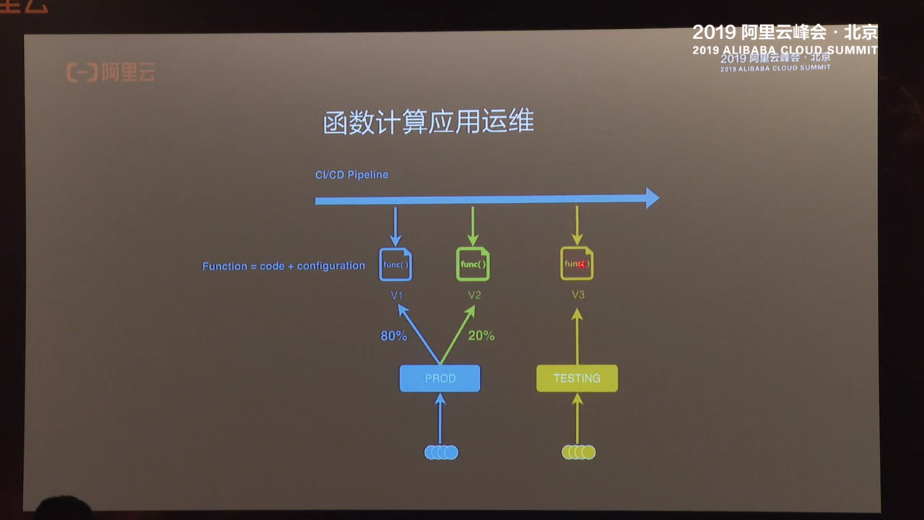 里云
2019 阿里云峰会·北京
2019 ALIBABA CLOUD SUMMIT
2019 阿里云峰会·北京
2019 ALIBABA CLOUD SUMMIT
阿里云
函数计算应用运维
CI/CD Pipeline
Function = code + configuration
func() func() func()
V1 V2 V3
80% 20%
PROD TESTING